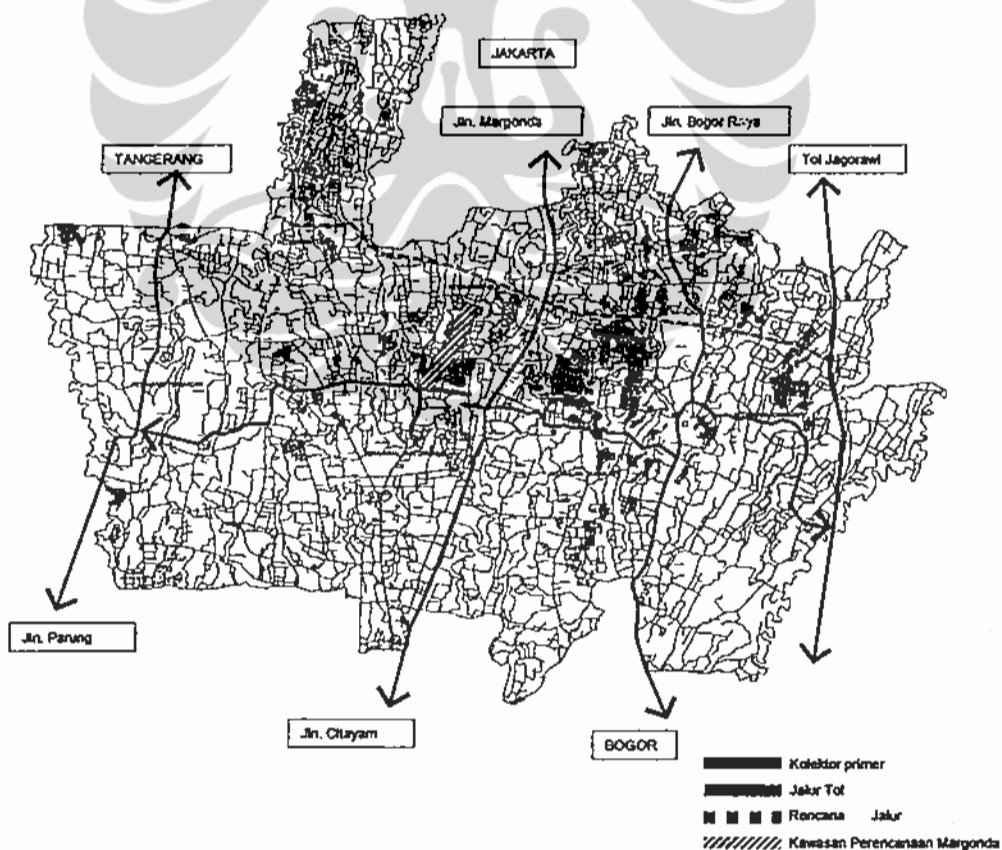 JAKARTA
Jln. Margonda
Jln. Bogor Raya
TANGERANG
Tol Jagorawi
Jln. Parung
Jln. Citayam
BOGOR
Kolektor primer
Jalur Tol
Rencana Jalur
Kawasan Perencanaan Margonda